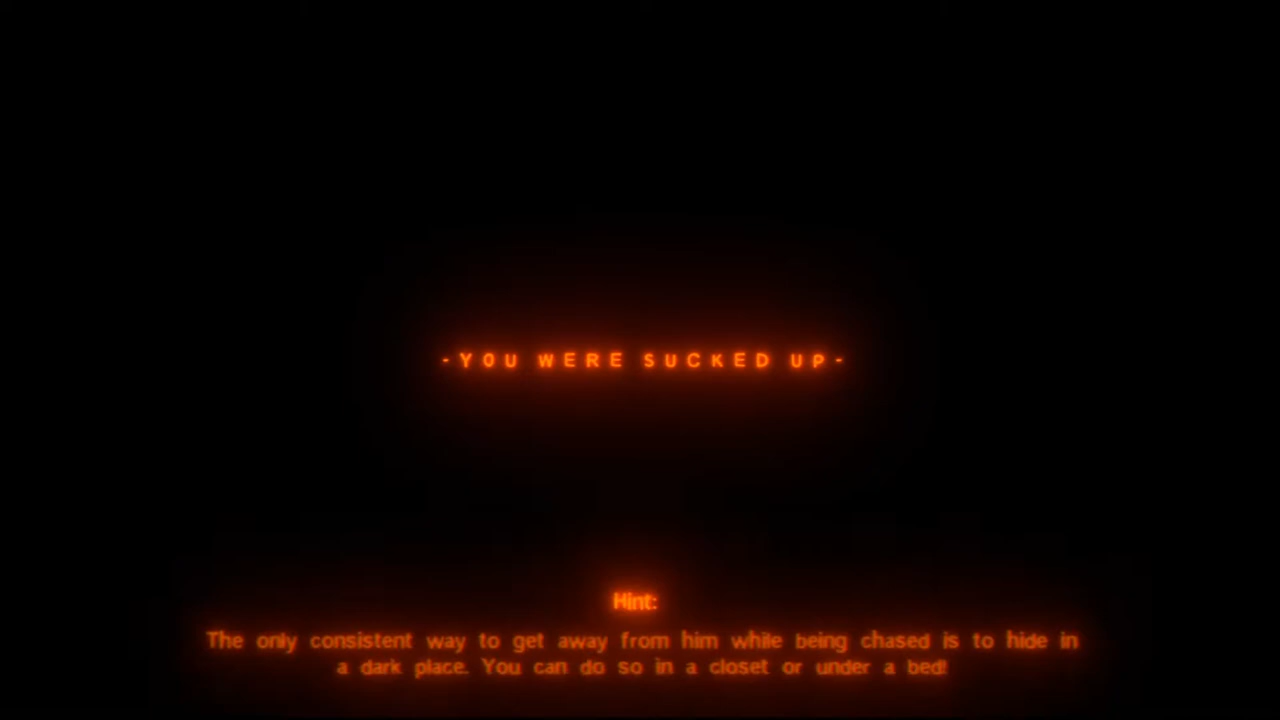 -YOU WERE SUCKED UP-
Hint:
The only consistent way to get away from him while being chased is to hide in
a dark place. You can do so in a closet or under a bed!